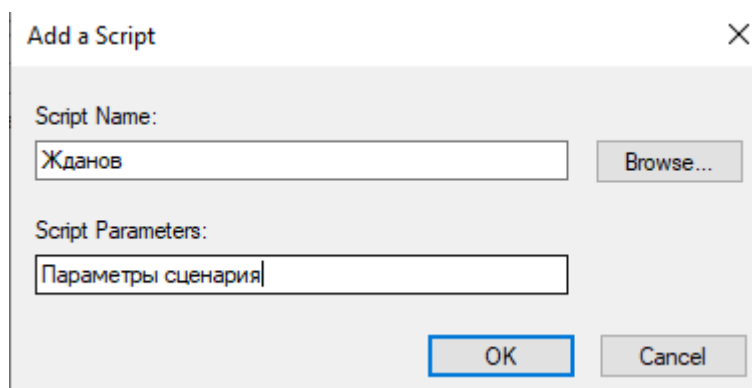 Add a Script
Script Name:
Жданов
Browse...
Script Parameters:
Параметры сценария
OK
Cancel